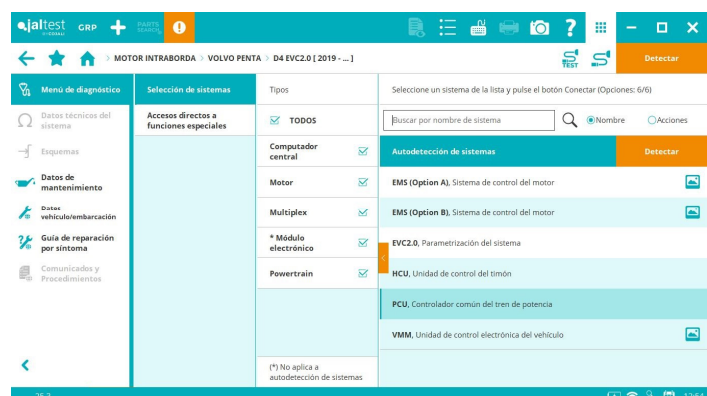 jaltest GRP
BY COJALI
PARTS
SEARCH
MOTOR INTRABORDA > VOLVO PENTA > D4 EVC2.0 [ 2019 - ... ]
TEST
Detectar
Menú de diagnóstico
Datos técnicos del
sistema
Esquemas
Datos de
mantenimiento
Datos
vehículo/embarcación
Guía de reparación
por síntoma
Comunicados y
Procedimientos
Selección de sistemas
Accesos directos a
funciones especiales
Tipos
TODOS
Computador
central
Motor
Multiplex
* Módulo
electrónico
Powertrain
(*) No aplica a
autodetección de sistemas
Seleccione un sistema de la lista y pulse el botón Conectar (Opciones: 6/6)
Buscar por nombre de sistema
Nombre
Acciones
Autodetección de sistemas
Detectar
EMS (Option A), Sistema de control del motor
EMS (Option B), Sistema de control del motor
EVC2.0, Parametrización del sistema
HCU, Unidad de control del timón
PCU, Controlador común del tren de potencia
VMM, Unidad de control electrónica del vehículo